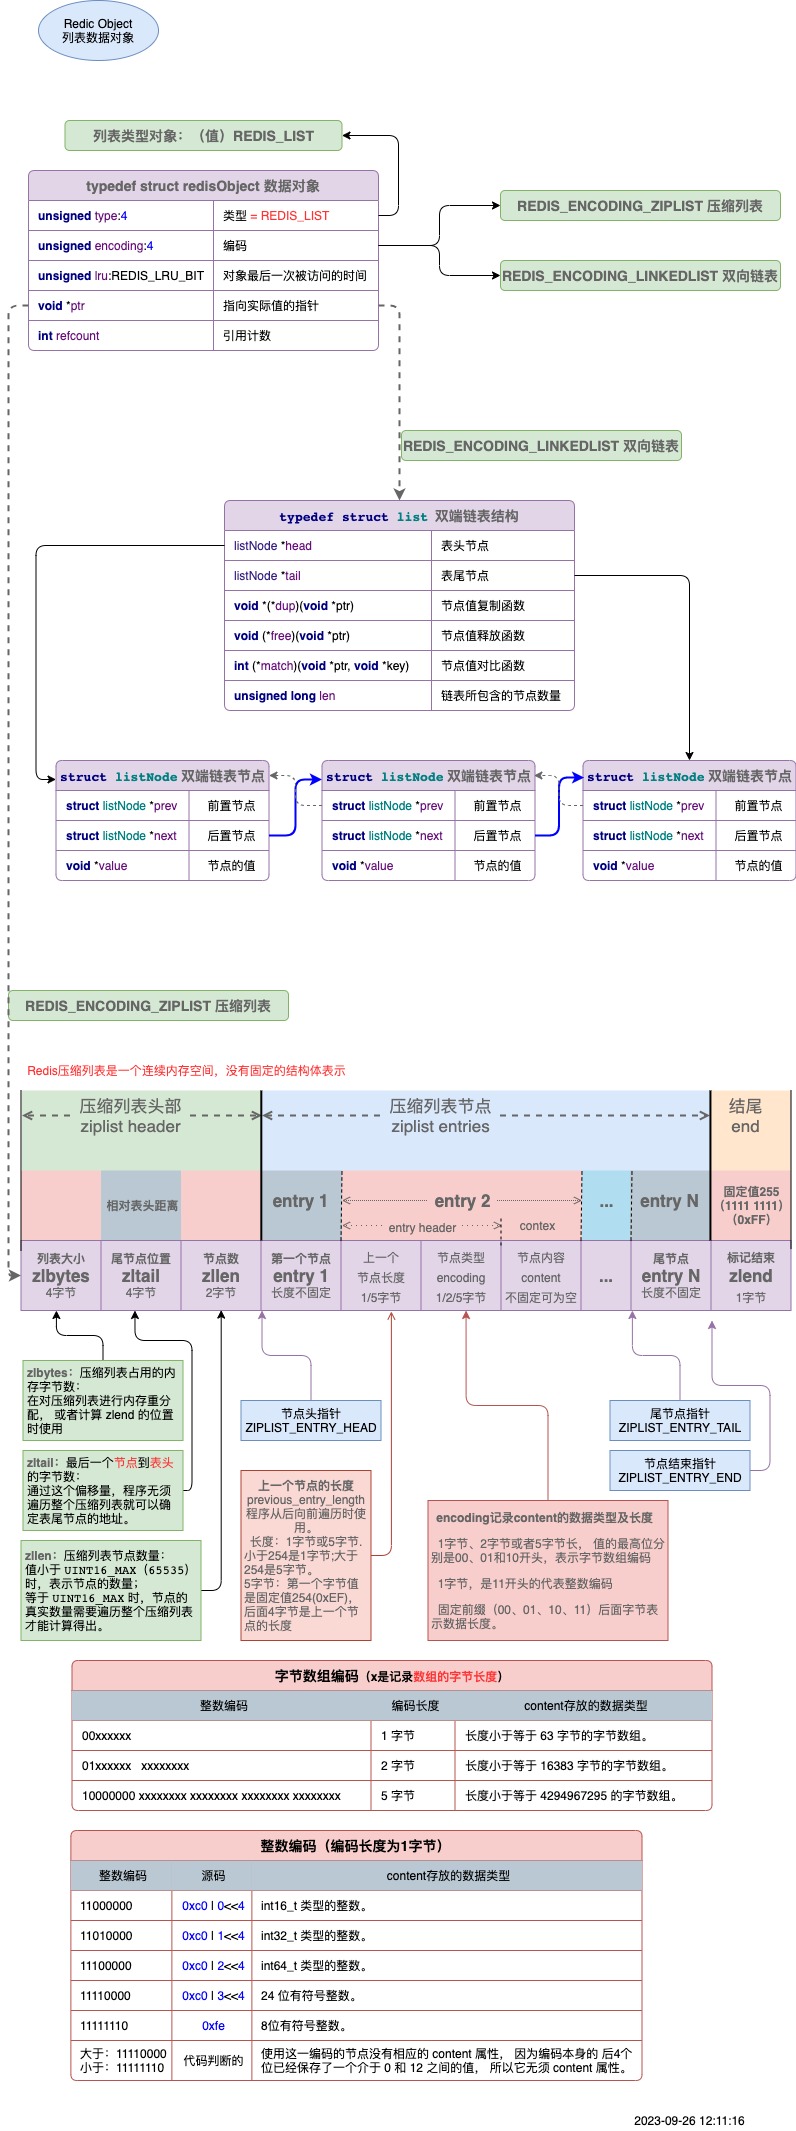 Redic Object
列表数据对象
列表类型对象：（值）REDIS_LIST
typedef struct redisObject 数据对象
unsigned type:4 类型 = REDIS_LIST
unsigned encoding:4 编码
unsigned lru:REDIS_LRU_BIT 对象最后一次被访问的时间
void *ptr 指向实际值的指针
int refcount 引用计数
REDIS_ENCODING_ZIPLIST 压缩列表
REDIS_ENCODING_LINKEDLIST 双向链表
REDIS_ENCODING_LINKEDLIST 双向链表
typedef struct list 双端链表结构
listNode *head 表头节点
listNode *tail 表尾节点
void *(*dup)(void *ptr) 节点值复制函数
void (*free)(void *ptr) 节点值释放函数
int (*match)(void *ptr, void *key) 节点值对比函数
unsigned long len 链表所包含的节点数量
struct listNode 双端链表节点
struct listNode *prev 前置节点
struct listNode *next 后置节点
void *value 节点的值
struct listNode 双端链表节点
struct listNode *prev 前置节点
struct listNode *next 后置节点
void *value 节点的值
struct listNode 双端链表节点
struct listNode *prev 前置节点
struct listNode *next 后置节点
void *value 节点的值
REDIS_ENCODING_ZIPLIST 压缩列表
Redis压缩列表是一个连续内存空间，没有固定的结构体表示
压缩列表头部
ziplist header
压缩列表节点
ziplist entries
结尾
end
相对表头距离
entry 1
entry 2
entry header
contex
...
entry N
固定值255
（1111 1111）
（0xFF）
列表大小
zlbytes
4字节
尾节点位置
zltail
4字节
节点数
zllen
2字节
第一个节点
entry 1
长度不固定
上一个
节点长度
1/5字节
节点类型
encoding
1/2/5字节
节点内容
content
不固定可为空
...
尾节点
entry N
长度不固定
标记结束
zlend
1字节
zlbytes：压缩列表占用的内
存字节数：
在对压缩列表进行内存重分
配， 或者计算 zlend 的位置
时使用
zltail：最后一个节点到表头
的字节数：
通过这个偏移量，程序无须
遍历整个压缩列表就可以确
定表尾节点的地址。
zllen：压缩列表节点数量：
值小于 UINT16_MAX（65535）
时，表示节点的数量；
等于 UINT16_MAX 时，节点的
真实数量需要遍历整个压缩列表
才能计算得出。
节点头指针
ZIPLIST_ENTRY_HEAD
上一个节点的长度
previous_entry_length
程序从后向前遍历时使
用。
长度：1字节或5字节.
小于254是1字节;大于
254是5字节。
5字节：第一个字节值
是固定值254(0xEF)，
后面4字节是上一个节
点的长度
encoding记录content的数据类型及长度
1字节、2字节或者5字节长， 值的最高位分
别是00、01和10开头，表示字节数组编码
1字节，是11开头的代表整数编码
固定前缀（00、01、10、11）后面字节表
示数据长度。
尾节点指针
ZIPLIST_ENTRY_TAIL
节点结束指针
ZIPLIST_ENTRY_END
字节数组编码（x是记录数组的字节长度）
整数编码 编码长度 content存放的数据类型
00xxxxxx 1 字节 长度小于等于 63 字节的字节数组。
01xxxxxx xxxxxxxx 2 字节 长度小于等于 16383 字节的字节数组。
10000000 xxxxxxxx xxxxxxxx xxxxxxxx xxxxxxxx 5 字节 长度小于等于 4294967295 的字节数组。
整数编码（编码长度为1字节）
整数编码 源码 content存放的数据类型
11000000 0xc0 | 0<<4 int16_t 类型的整数。
11010000 0xc0 | 1<<4 int32_t 类型的整数。
11100000 0xc0 | 2<<4 int64_t 类型的整数。
11110000 0xc0 | 3<<4 24 位有符号整数。
11111110 0xfe 8位有符号整数。
大于：11110000
小于：11111110
代码判断的
使用这一编码的节点没有相应的 content 属性， 因为编码本身的 后4个
位已经保存了一个介于 0 和 12 之间的值， 所以它无须 content 属性。
2023-09-26 12:11:16